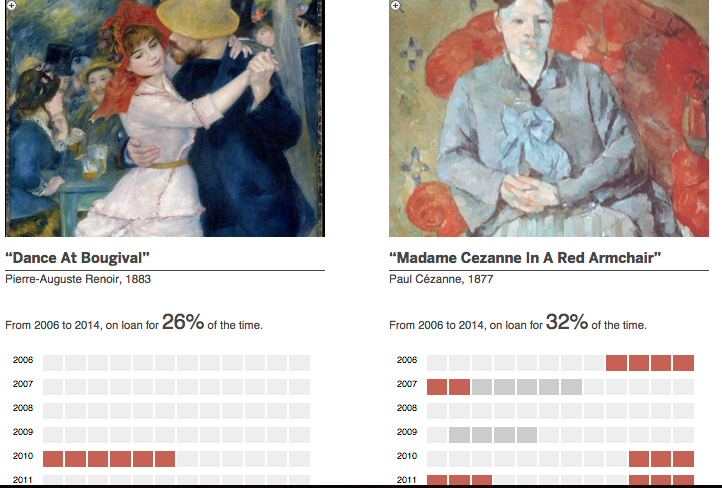 “Dance At Bougival”
Pierre-Auguste Renoir, 1883
From 2006 to 2014, on loan for 26% of the time.
2006
2007
2008
2009
2010
2011
“Madame Cezanne In A Red Armchair”
Paul Cézanne, 1877
From 2006 to 2014, on loan for 32% of the time.
2006
2007
2008
2009
2010
2011